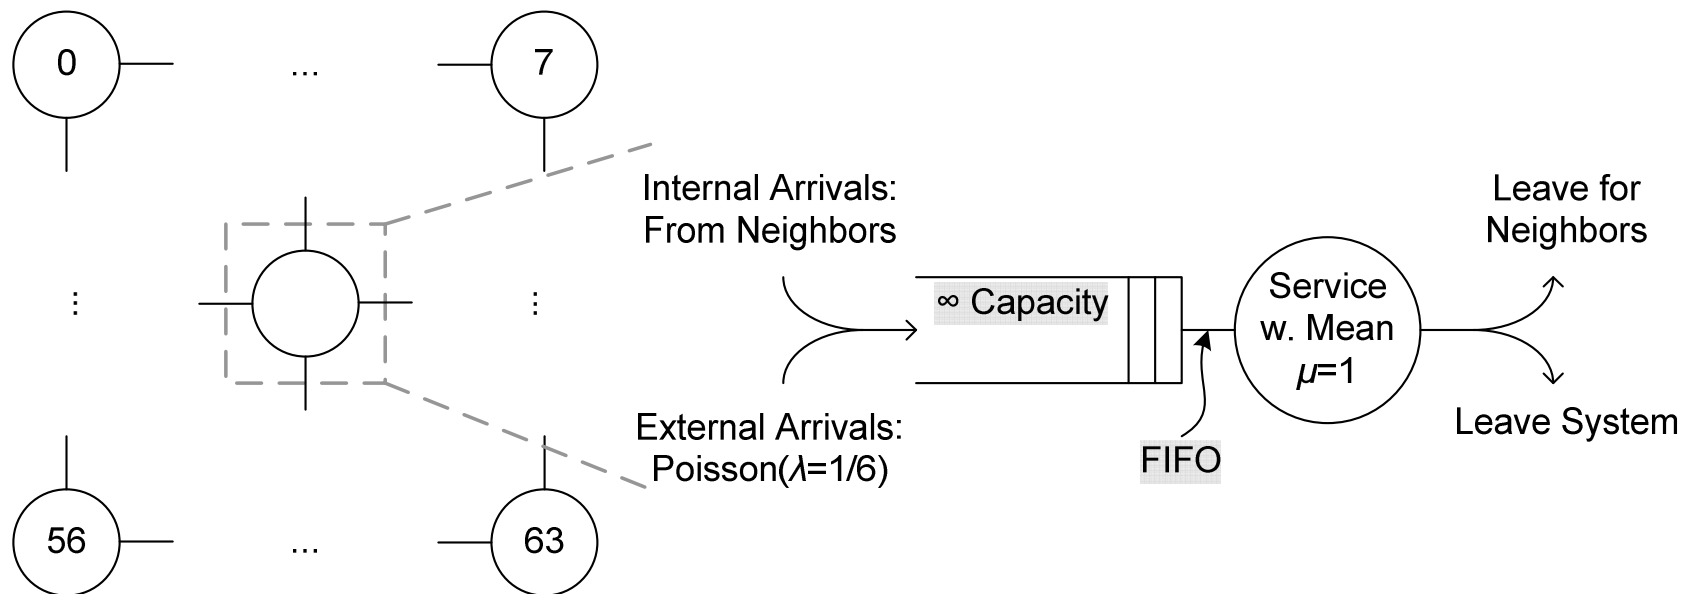 0
...
7
...
...
56
...
63
Internal Arrivals:
From Neighbors
External Arrivals:
Poisson(λ=1/6)
∞ Capacity
FIFO
Service
w. Mean
μ=1
Leave for
Neighbors
Leave System